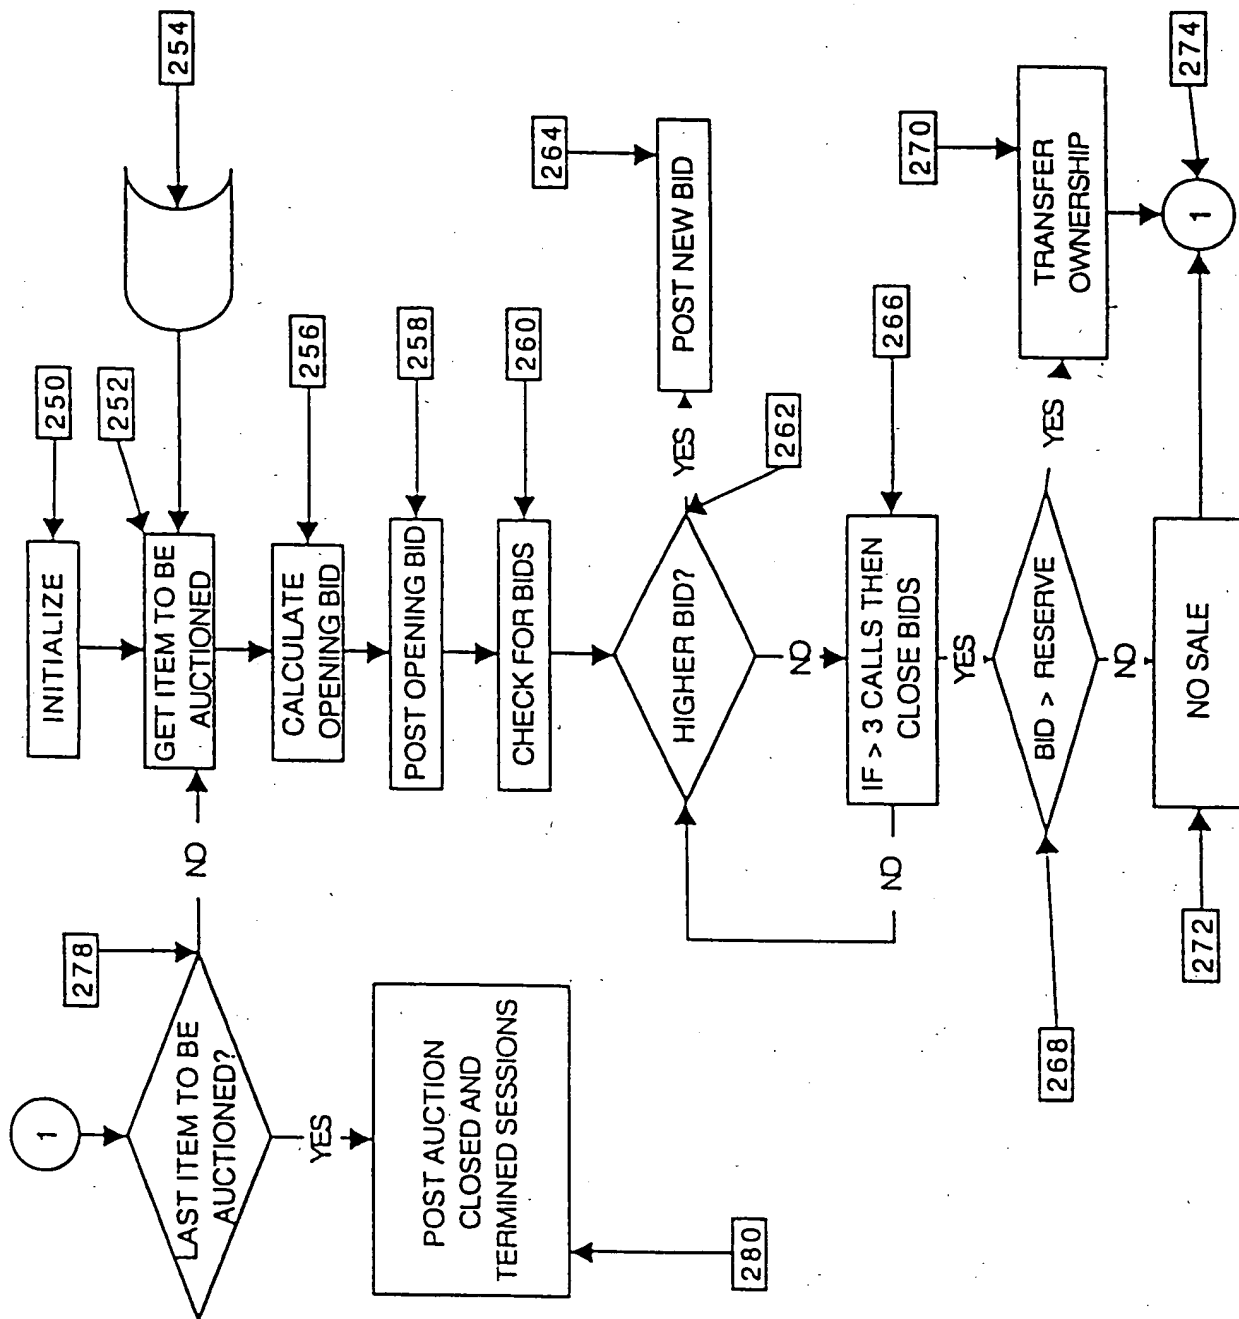 250
INITIALIZE
252
254
GET ITEM TO BE
AUCTIONED
256
CALCULATE
OPENING BID
258
POST OPENING BID
260
CHECK FOR BIDS
262
HIGHER BID?
YES
264
POST NEW BID
NO
266
IF > 3 CALLS THEN
CLOSE BIDS
NO
YES
268
BID > RESERVE
YES
270
TRANSFER
OWNERSHIP
NO
272
NO SALE
274
1
1
278
LAST ITEM TO BE
AUCTIONED?
NO
YES
POST AUCTION
CLOSED AND
TERMINED SESSIONS
280